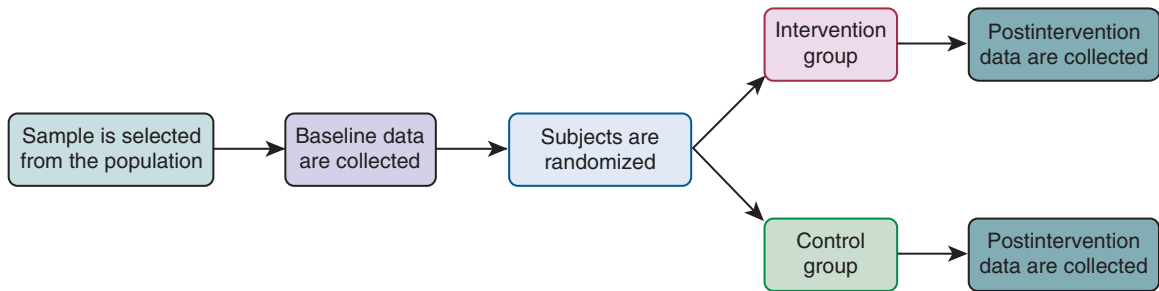 Sample is selected
from the population
Baseline data
are collected
Subjects are
randomized
Intervention
group
Postintervention
data are collected
Control
group
Postintervention
data are collected